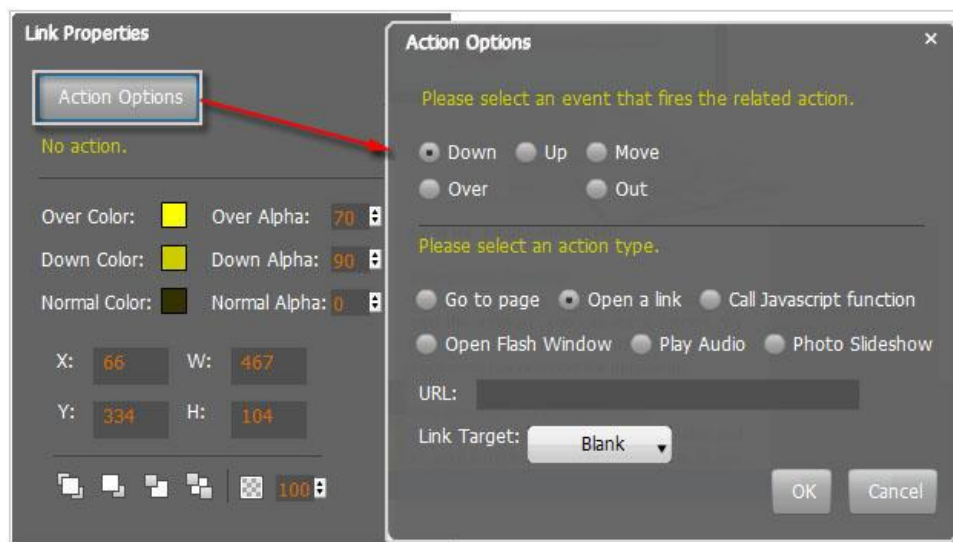 Link Properties
Action Options
No action.
Over Color: Over Alpha: 70
Down Color: Down Alpha: 90
Normal Color: Normal Alpha: 0
X: 66 W: 467
Y: 334 H: 104
100
Action Options
Please select an event that fires the related action.
Down Up Move
Over Out
Please select an action type.
Go to page Open a link Call Javascript function
Open Flash Window Play Audio Photo Slideshow
URL:
Link Target: Blank
OK Cancel